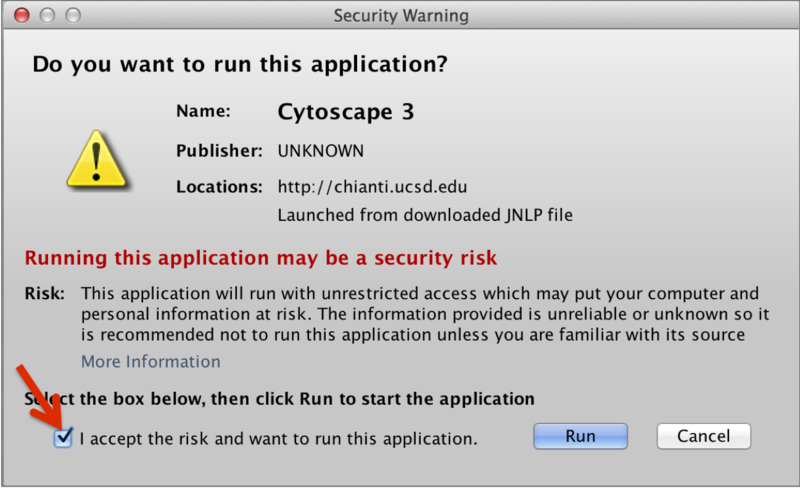 Security Warning
Do you want to run this application?
Name: Cytoscape 3
Publisher: UNKNOWN
Locations: http://chianti.ucsd.edu
Launched from downloaded JNLP file
Running this application may be a security risk
Risk: This application will run with unrestricted access which may put your computer and
personal information at risk. The information provided is unreliable or unknown so it
is recommended not to run this application unless you are familiar with its source
More Information
Select the box below, then click Run to start the application
I accept the risk and want to run this application. Run Cancel